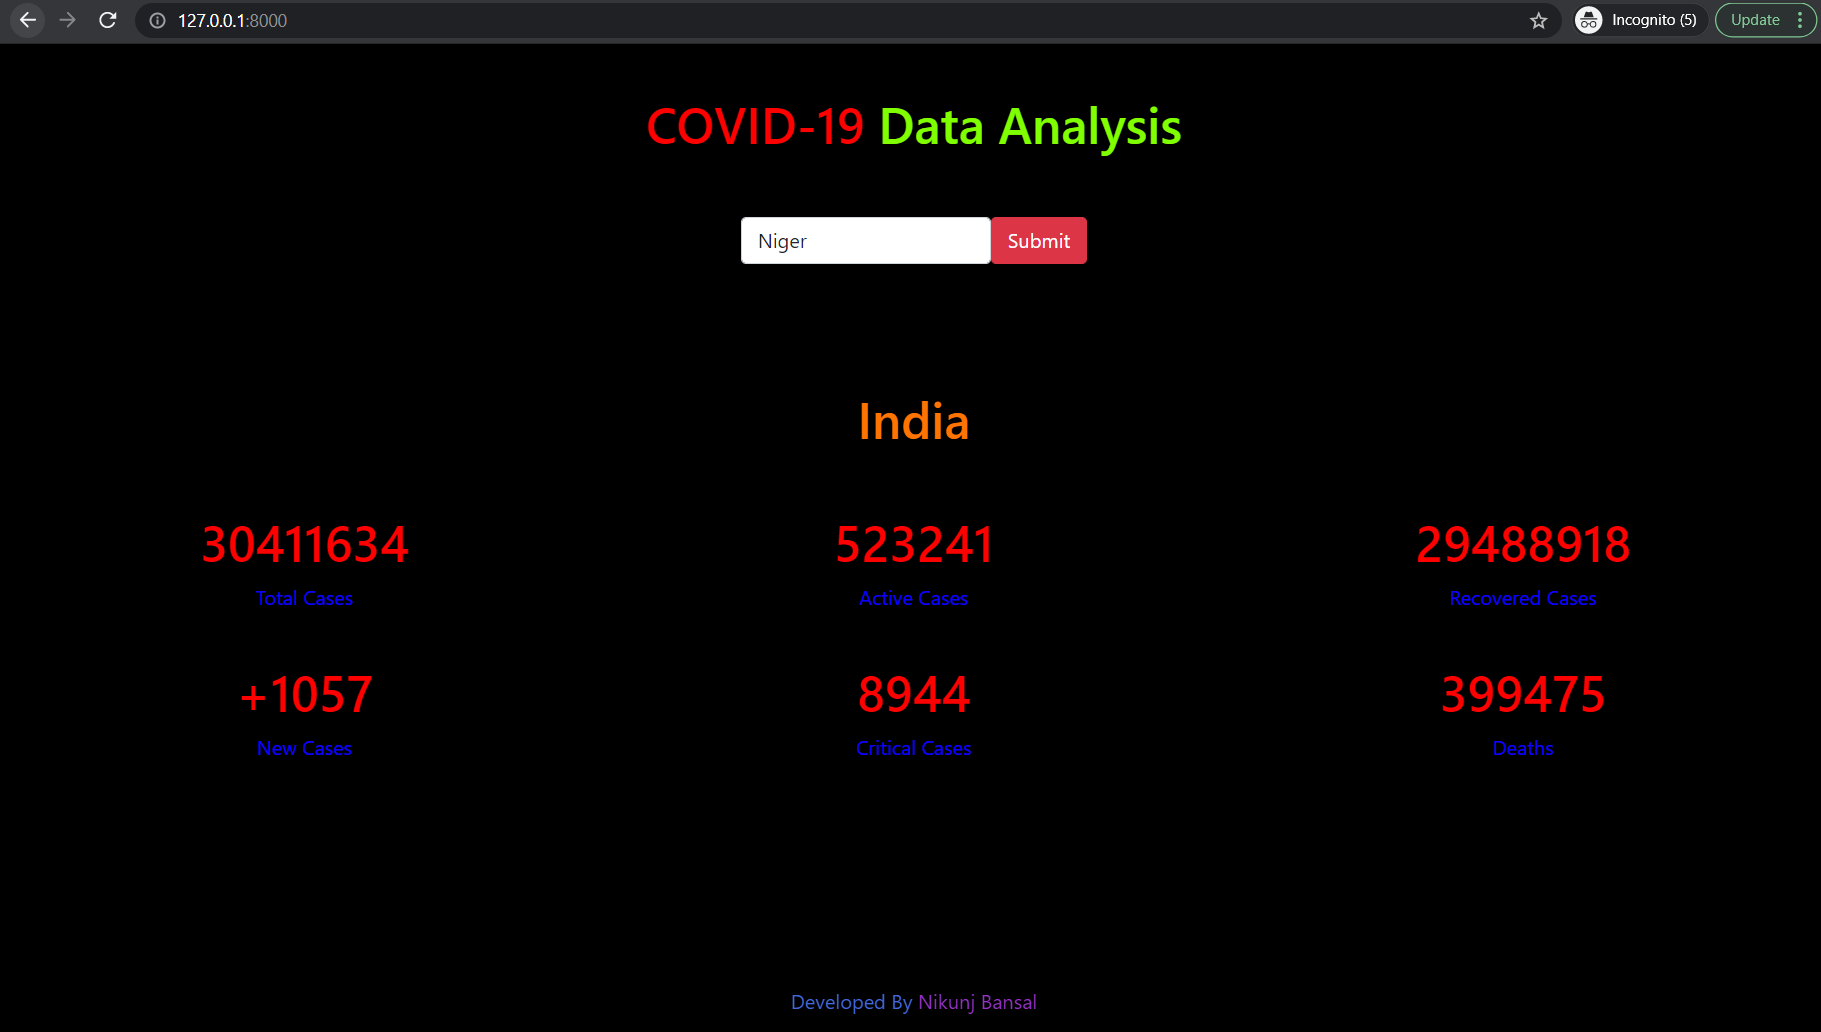 127.0.0.1:8000 Incognito (5) Update
COVID-19 Data Analysis
Niger Submit
India
30411634 523241 29488918
Total Cases Active Cases Recovered Cases
+1057 8944 399475
New Cases Critical Cases Deaths
Developed By Nikunj Bansal